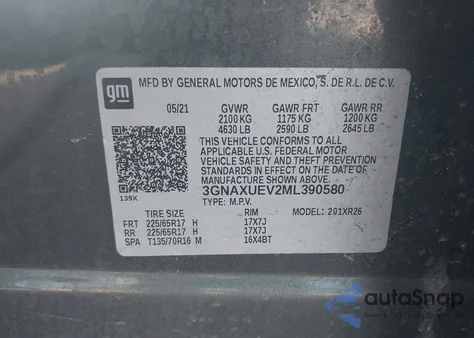 gm
MFD BY GENERAL MOTORS DE MEXICO, S. DE R.L. DE C.V.
05/21 GVWR GAWR FRT GAWR RR
2100 KG 1175 KG 1200 KG
4630 LB 2590 LB 2645 LB
THIS VEHICLE CONFORMS TO ALL
APPLICABLE U.S. FEDERAL MOTOR
VEHICLE SAFETY AND THEFT PREVENTION
STANDARDS IN EFFECT ON THE DATE OF
MANUFACTURE SHOWN ABOVE.
3GNAXUEV2ML390580
139X
TYPE: M.P.V.
TIRE SIZE RIM MODEL: 201XR26
FRT 225/65R17 H 17X7J
RR 225/65R17 H 17X7J
SPA T135/70R16 M 16X4BT
autoSnap